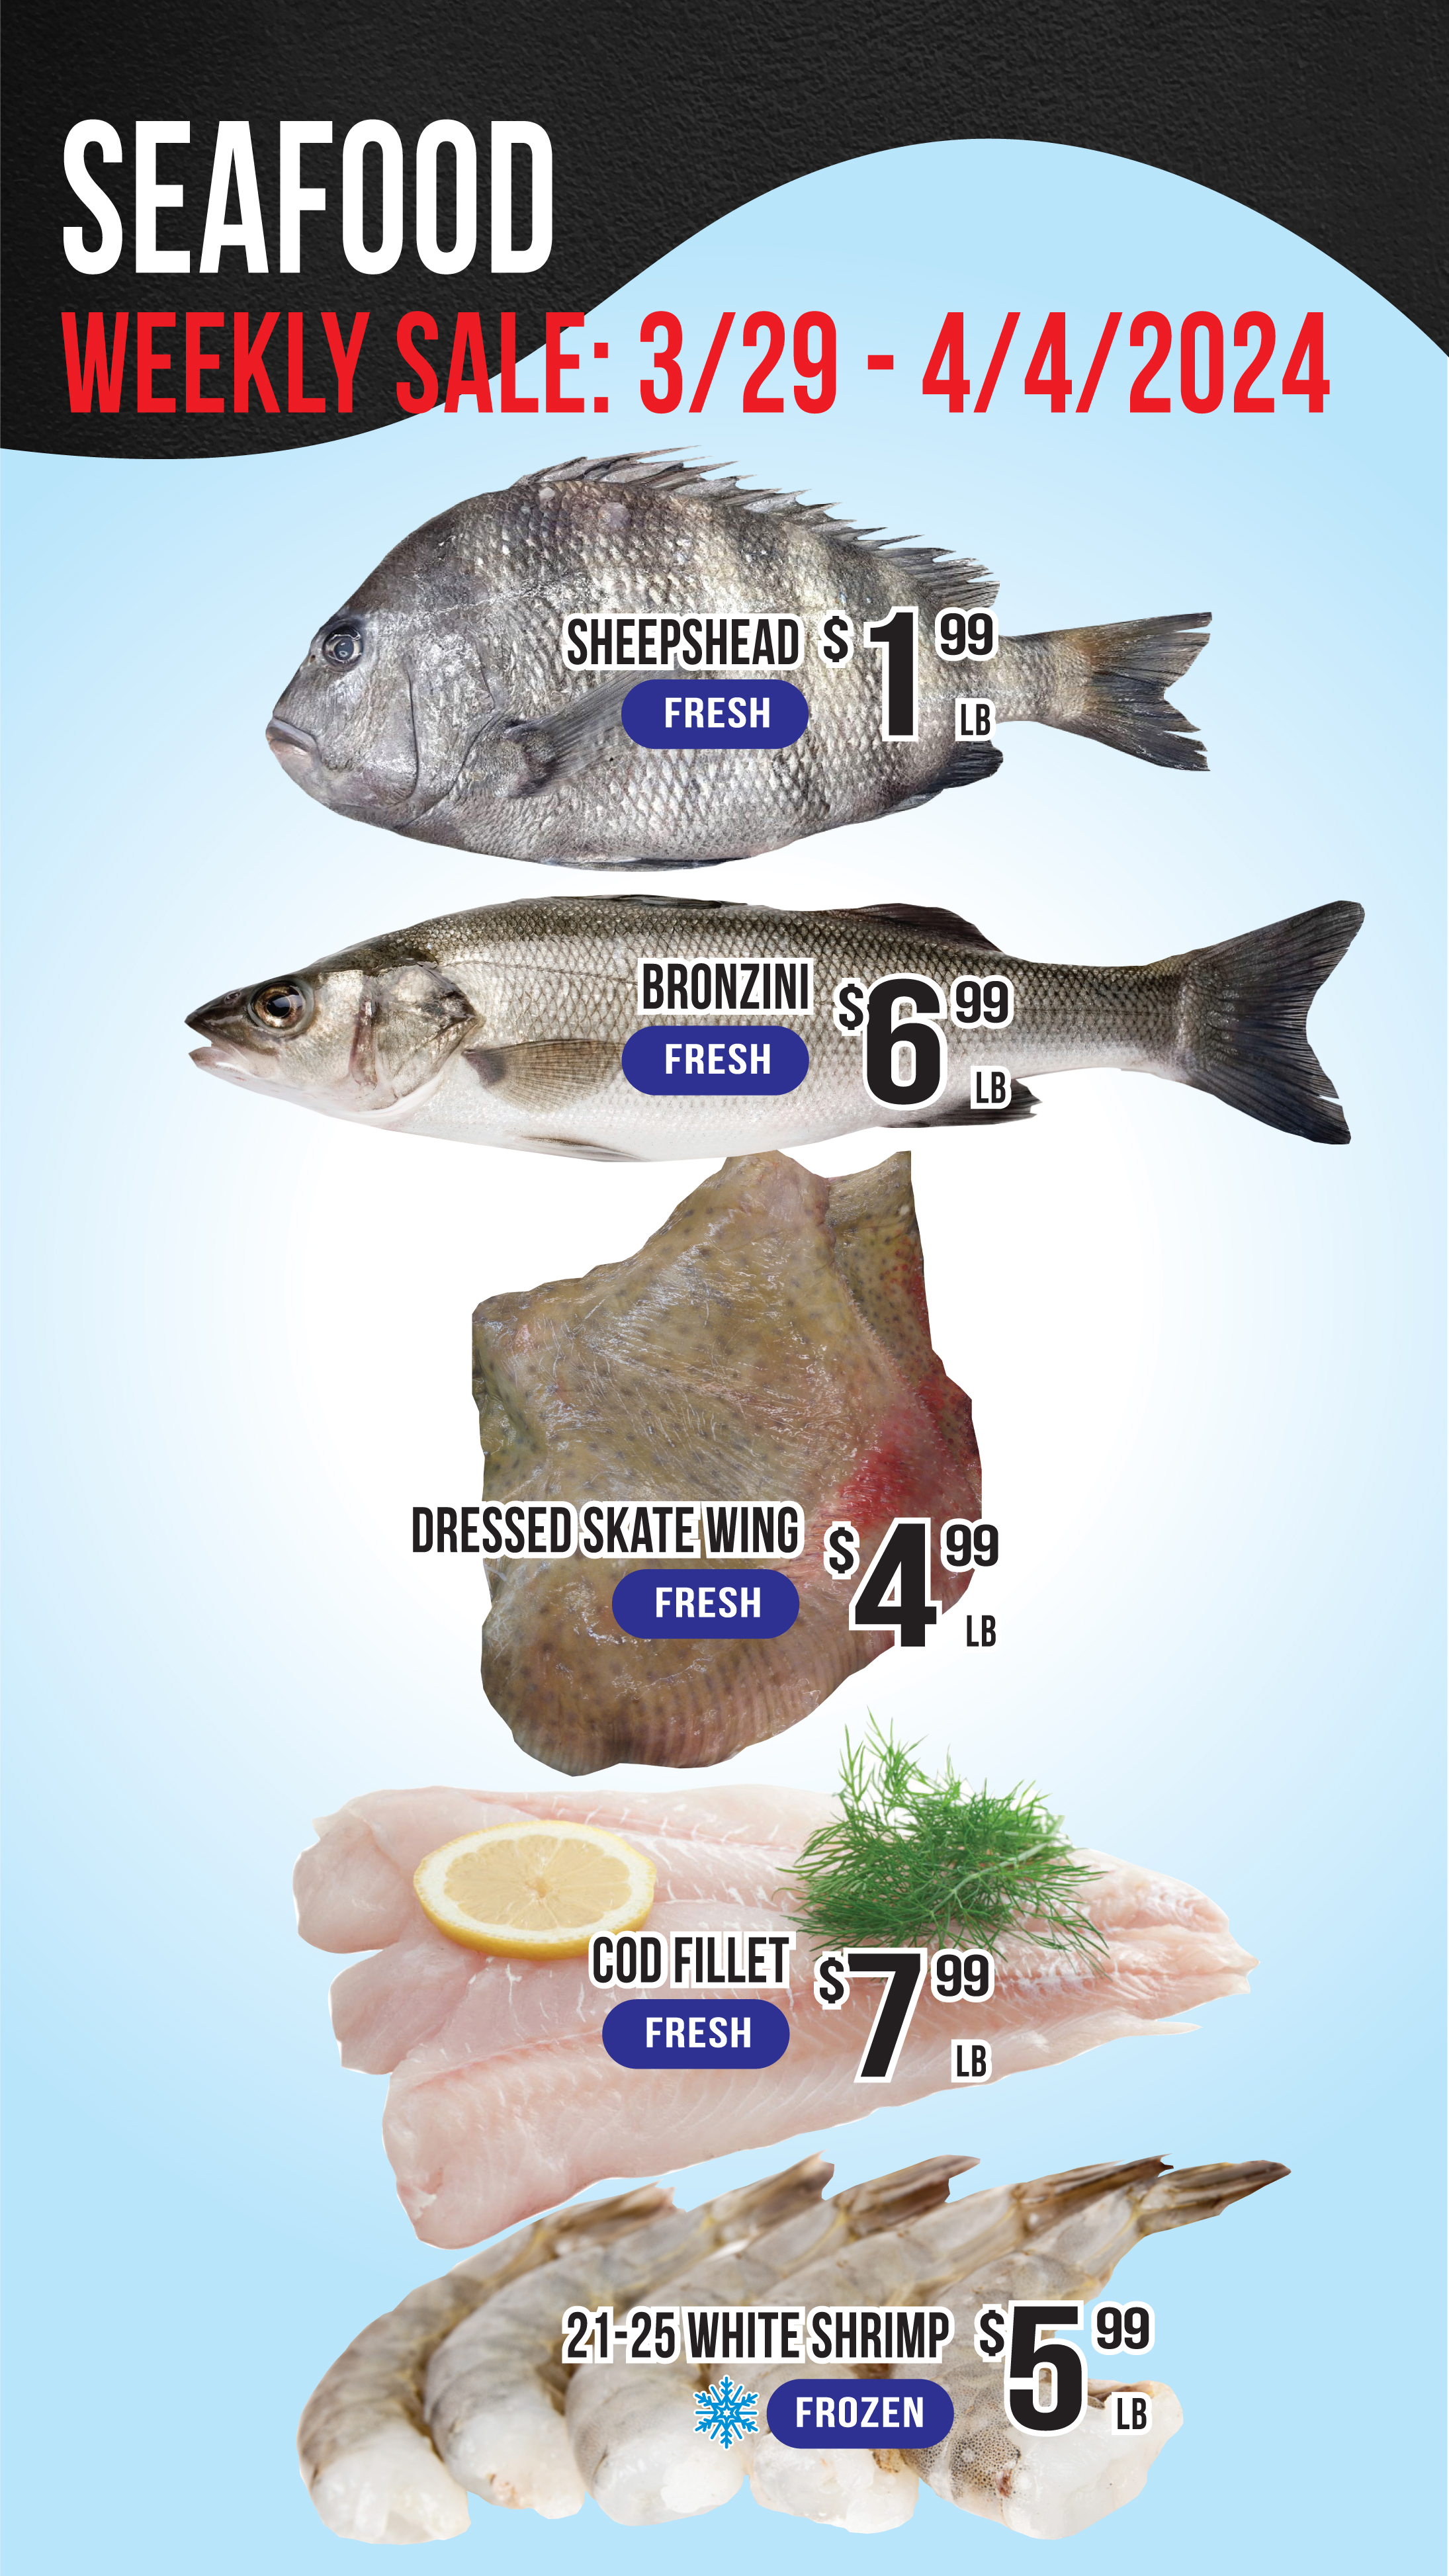 SEAFOOD
WEEKLY SALE: 3/29 - 4/4/2024
SHEEPSHEAD $1 99
FRESH LB
BRONZINI $6 99
FRESH LB
DRESSED SKATE WING $4 99
FRESH LB
COD FILLET $7 99
FRESH LB
21-25 WHITE SHRIMP $5 99
FROZEN LB